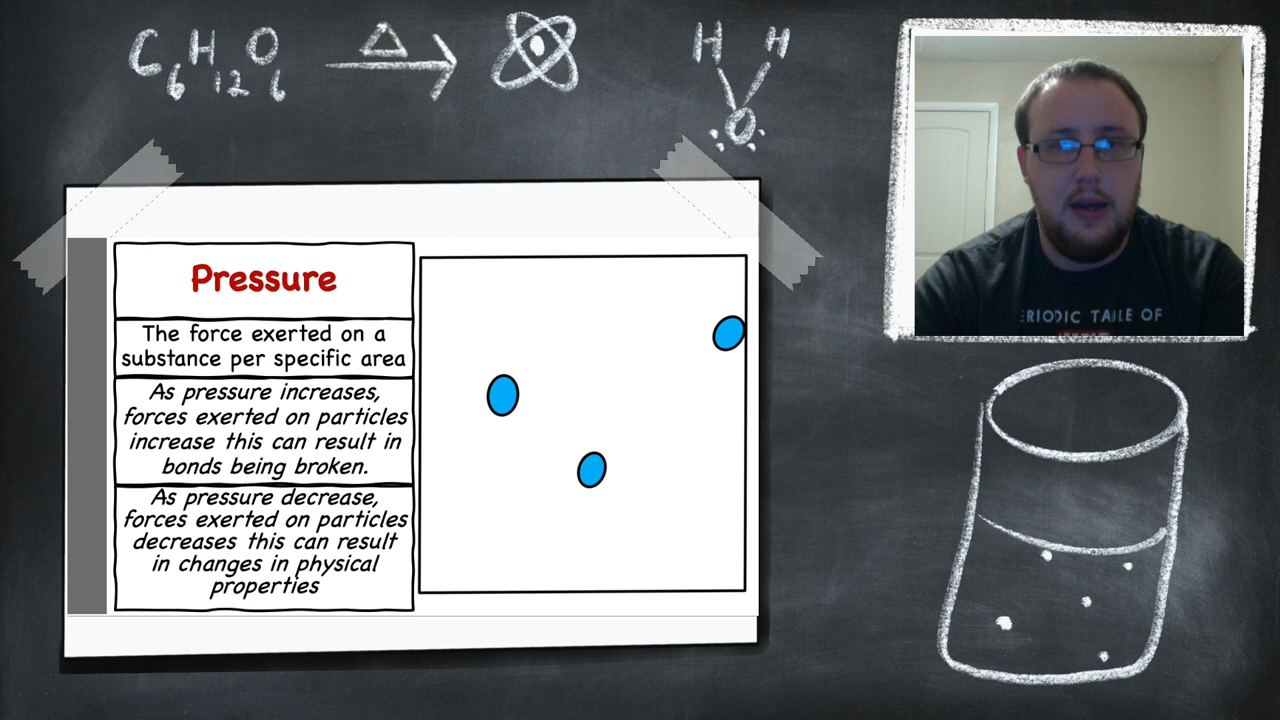 C6H12O6 Δ
H H
O
Pressure
The force exerted on a
substance per specific area
As pressure increases,
forces exerted on particles
increase this can result in
bonds being broken.
As pressure decrease,
forces exerted on particles
decreases this can result
in changes in physical
properties
ERIODIC TABLE OF